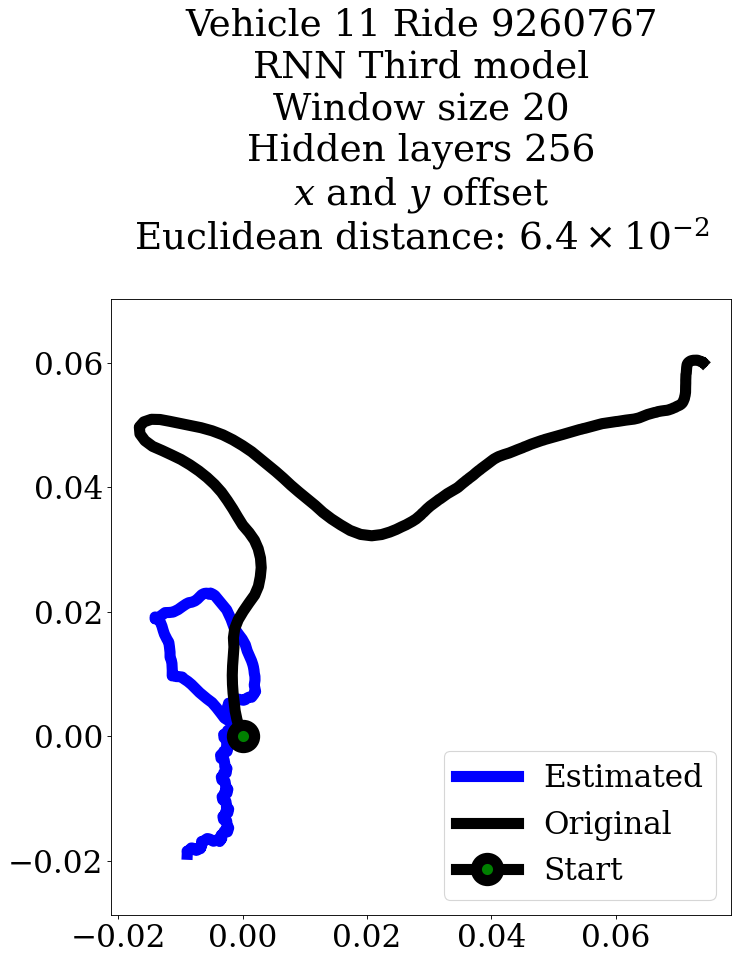 Vehicle 11 Ride 9260767
RNN Third model
Window size 20
Hidden layers 256
x and y offset
Euclidean distance: 6.4 × 10⁻²
0.06
0.04
0.02
0.00
−0.02
Estimated
Original
Start
−0.02 0.00 0.02 0.04 0.06